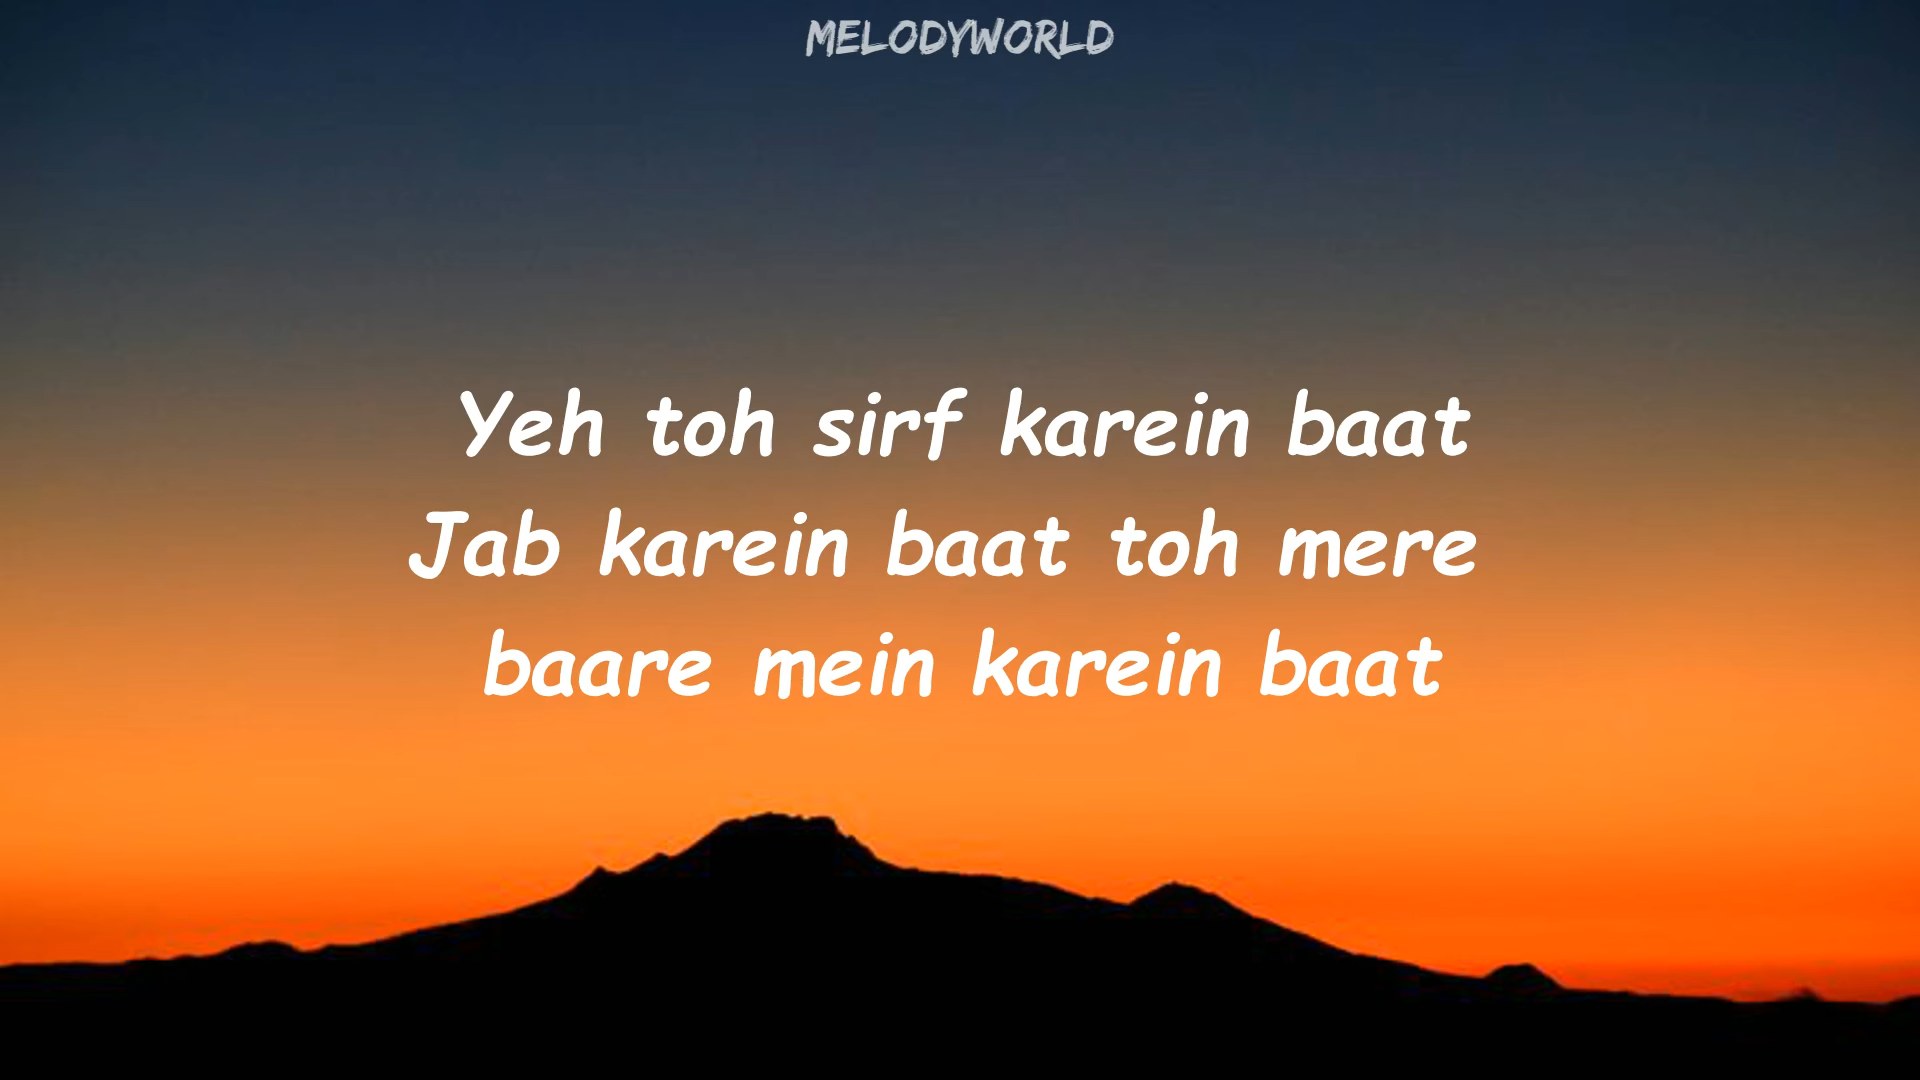 MELODYWORLD
Yeh toh sirf karein baat
Jab karein baat toh mere
baare mein karein baat